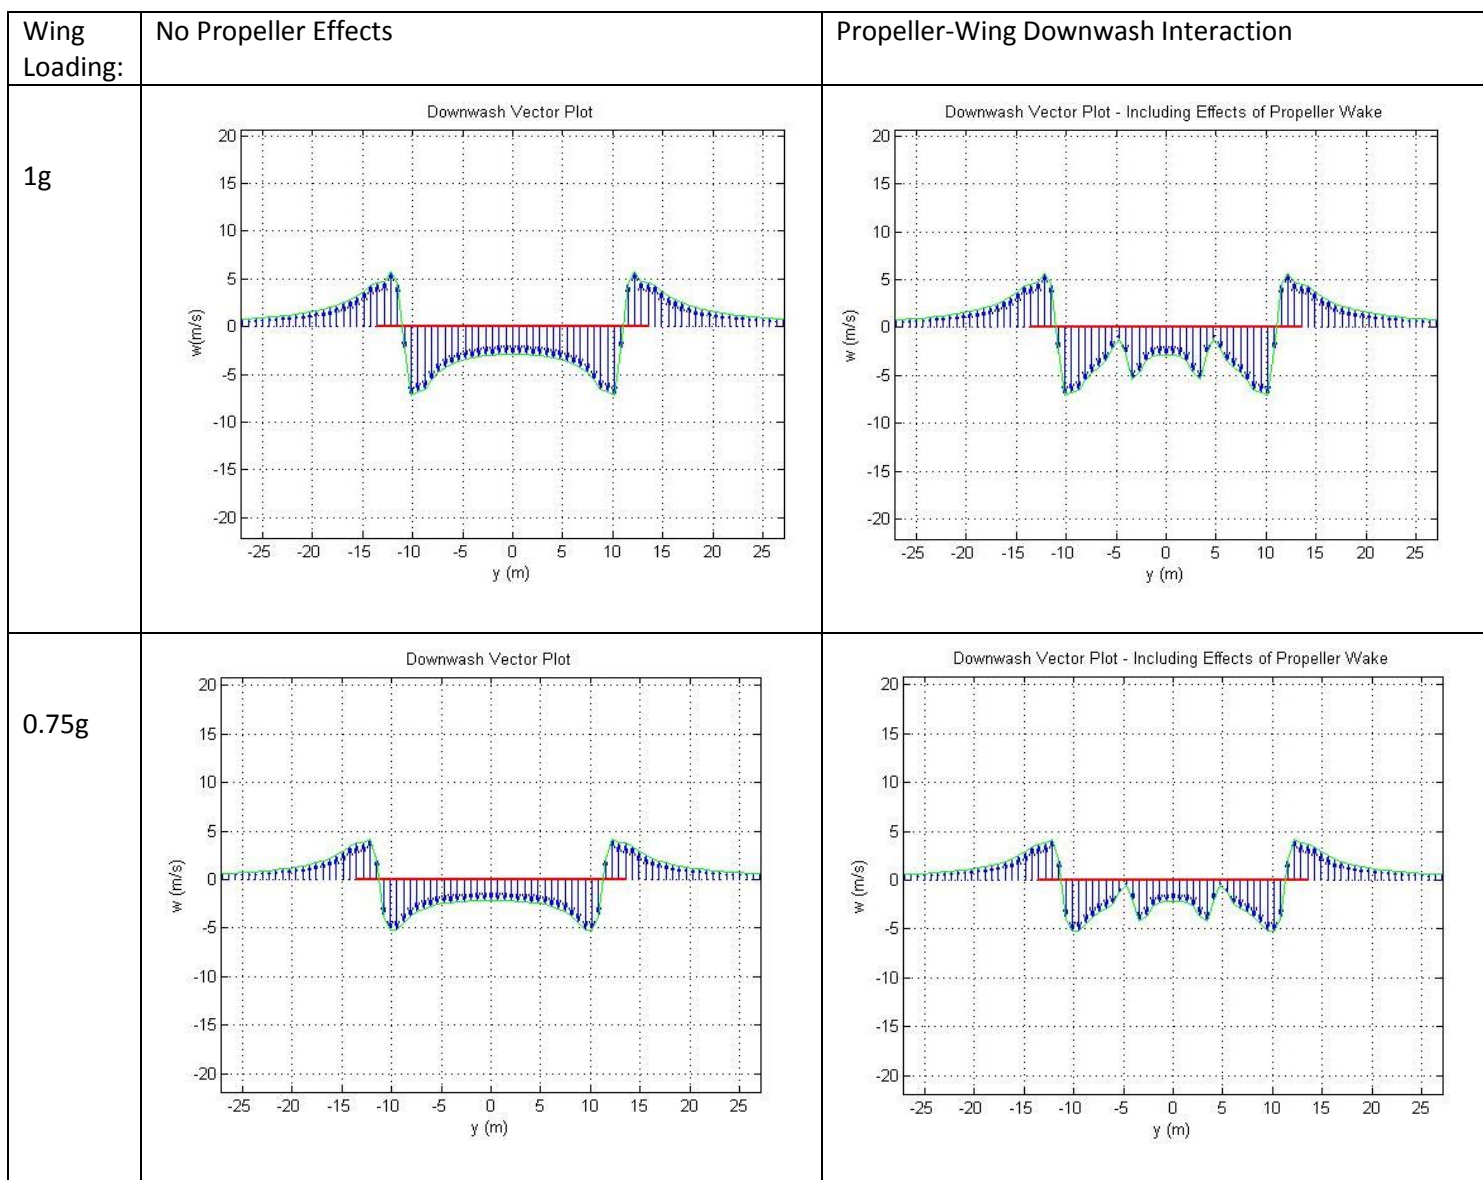 Wing
Loading:
No Propeller Effects
Propeller-Wing Downwash Interaction
1g
Downwash Vector Plot
20
15
10
5
0
-5
-10
-15
-20
w(m/s)
-25 -20 -15 -10 -5 0 5 10 15 20 25
y (m)
Downwash Vector Plot - Including Effects of Propeller Wake
20
15
10
5
0
-5
-10
-15
-20
w (m/s)
-25 -20 -15 -10 -5 0 5 10 15 20 25
y (m)
0.75g
Downwash Vector Plot
20
15
10
5
0
-5
-10
-15
-20
w (m/s)
-25 -20 -15 -10 -5 0 5 10 15 20 25
y (m)
Downwash Vector Plot - Including Effects of Propeller Wake
20
15
10
5
0
-5
-10
-15
-20
w (m/s)
-25 -20 -15 -10 -5 0 5 10 15 20 25
y (m)